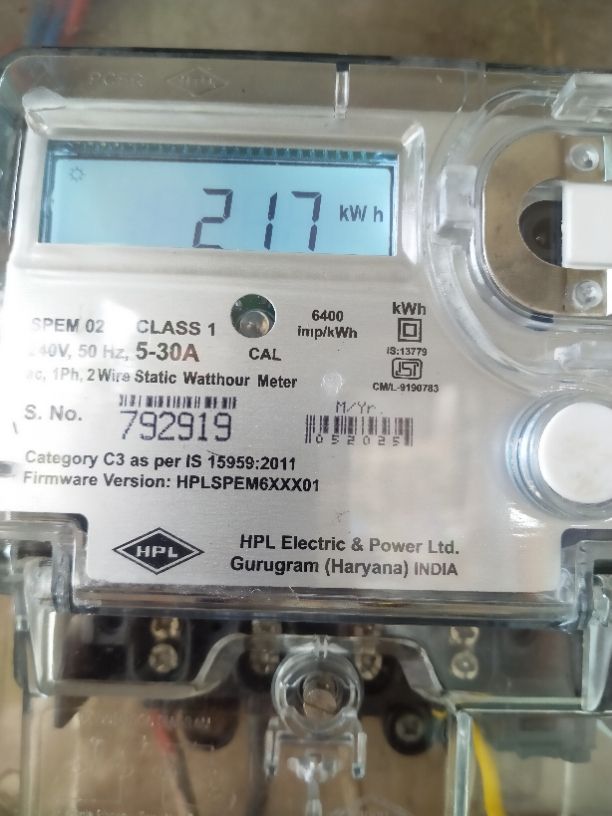 HPL
217 kWh
SPEM 02 CLASS 1
6400
imp/kWh
kWh
240V, 50 Hz, 5-30A
CAL
IS:13779
ac, 1Ph, 2 Wire Static Watthour Meter
CM/L-9190783
S. No. 792919
M/Yr.
052025
Category C3 as per IS 15959:2011
Firmware Version: HPLSPEM6XXX01
HPL
HPL Electric & Power Ltd.
Gurugram (Haryana) INDIA